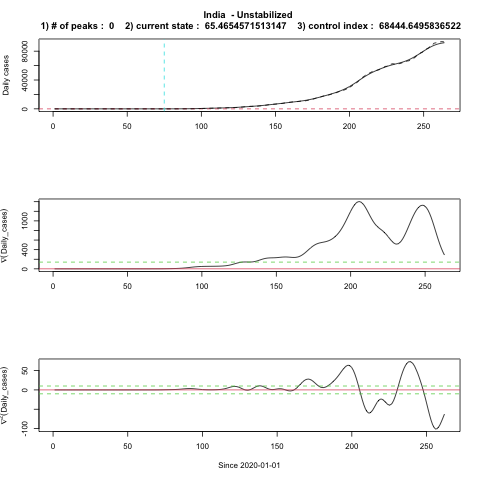 India - Unstabilized
1) # of peaks : 0 2) current state : 65.4654571513147 3) control index : 68444.6495836522
Daily cases
0 40000 80000
0 50 100 150 200 250
∇(Daily_cases)
0 400 1000
0 50 100 150 200 250
∇²(Daily_cases)
-100 0 50
0 50 100 150 200 250
Since 2020-01-01